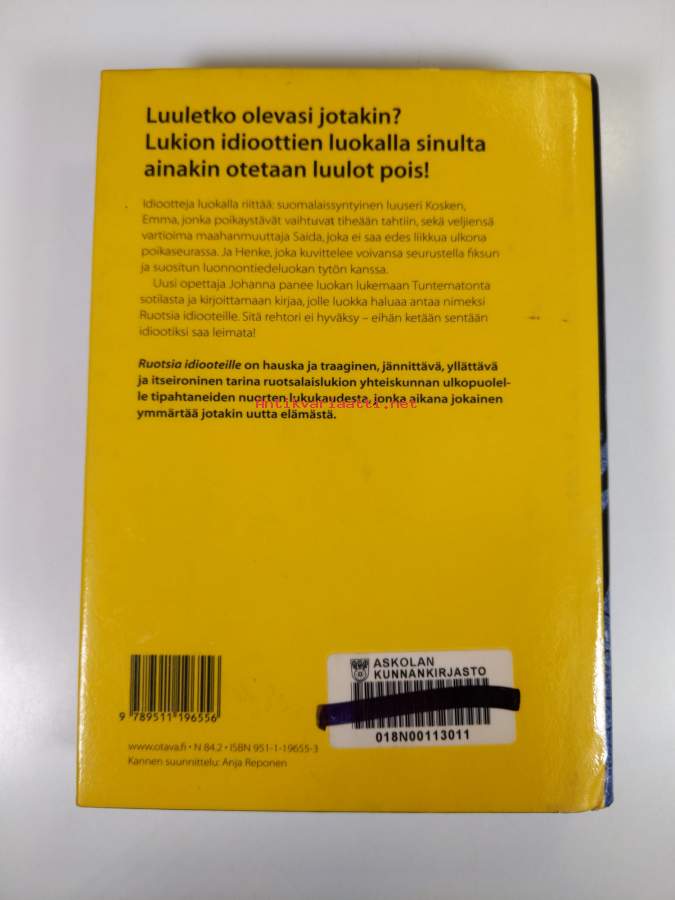 Luuletko olevasi jotakin?
Lukion idioottien luokalla sinulta
ainakin otetaan luulot pois!
Idiootteja luokalla riittää: suomalaissyntyinen luuseri Kosken,
Emma, jonka poikaystävät vaihtuvat tiheään tahtiin, sekä veljiensä
vartioima maahanmuuttaja Saida, joka ei saa edes liikkua ulkona
poikaseurassa. Ja Henke, joka kuvittelee voivansa seurustella fiksun
ja suositun luonnontiedeluokan tytön kanssa.
Uusi opettaja Johanna panee luokan lukemaan Tuntematonta
sotilasta ja kirjoittamaan kirjaa, jolle luokka haluaa antaa nimeksi
Ruotsia idiooteille. Sitä rehtori ei hyväksy – eihän ketään sentään
idiootiksi saa leimata!
Ruotsia idiooteille on hauska ja traaginen, jännittävä, yllättävä
ja itseironinen tarina ruotsalaislukion yhteiskunnan ulkopuolel-
le tipahtaneiden nuorten lukukaudesta, jonka aikana jokainen
Antikvariaatti.net
ymmärtää jotakin uutta elämästä.
ASKOLAN
KUNNANKIRJASTO
018N00113011
9 789511 196556
www.otava.fi • N 84.2 • ISBN 951-1-19655-3
Kannen suunnittelu: Anja Reponen